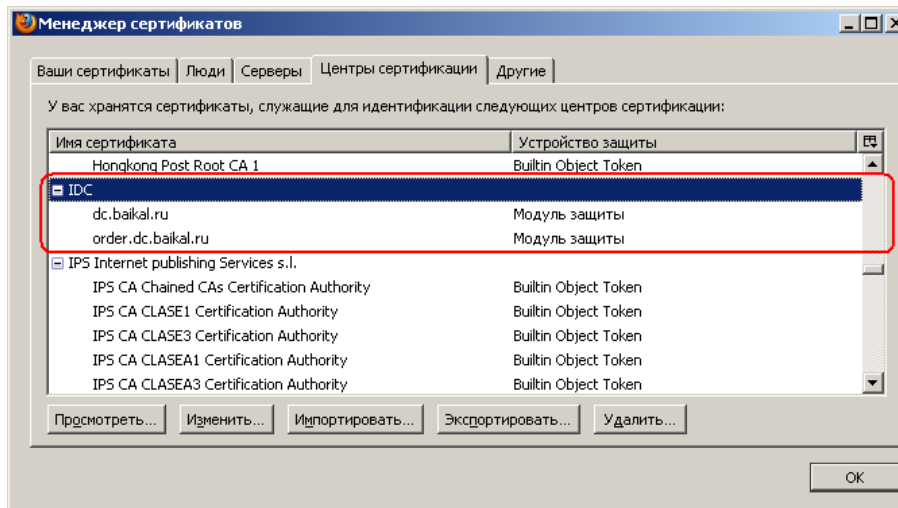 Менеджер сертификатов
Ваши сертификаты Люди Серверы Центры сертификации Другие
У вас хранятся сертификаты, служащие для идентификации следующих центров сертификации:
Имя сертификата Устройство защиты
Hongkong Post Root CA 1 Builtin Object Token
IDC
dc.baikal.ru Модуль защиты
order.dc.baikal.ru Модуль защиты
IPS Internet publishing Services s.l.
IPS CA Chained CAs Certification Authority Builtin Object Token
IPS CA CLASE1 Certification Authority Builtin Object Token
IPS CA CLASE3 Certification Authority Builtin Object Token
IPS CA CLASEA1 Certification Authority Builtin Object Token
IPS CA CLASEA3 Certification Authority Builtin Object Token
Просмотреть... Изменить... Импортировать... Экспортировать... Удалить...
OK